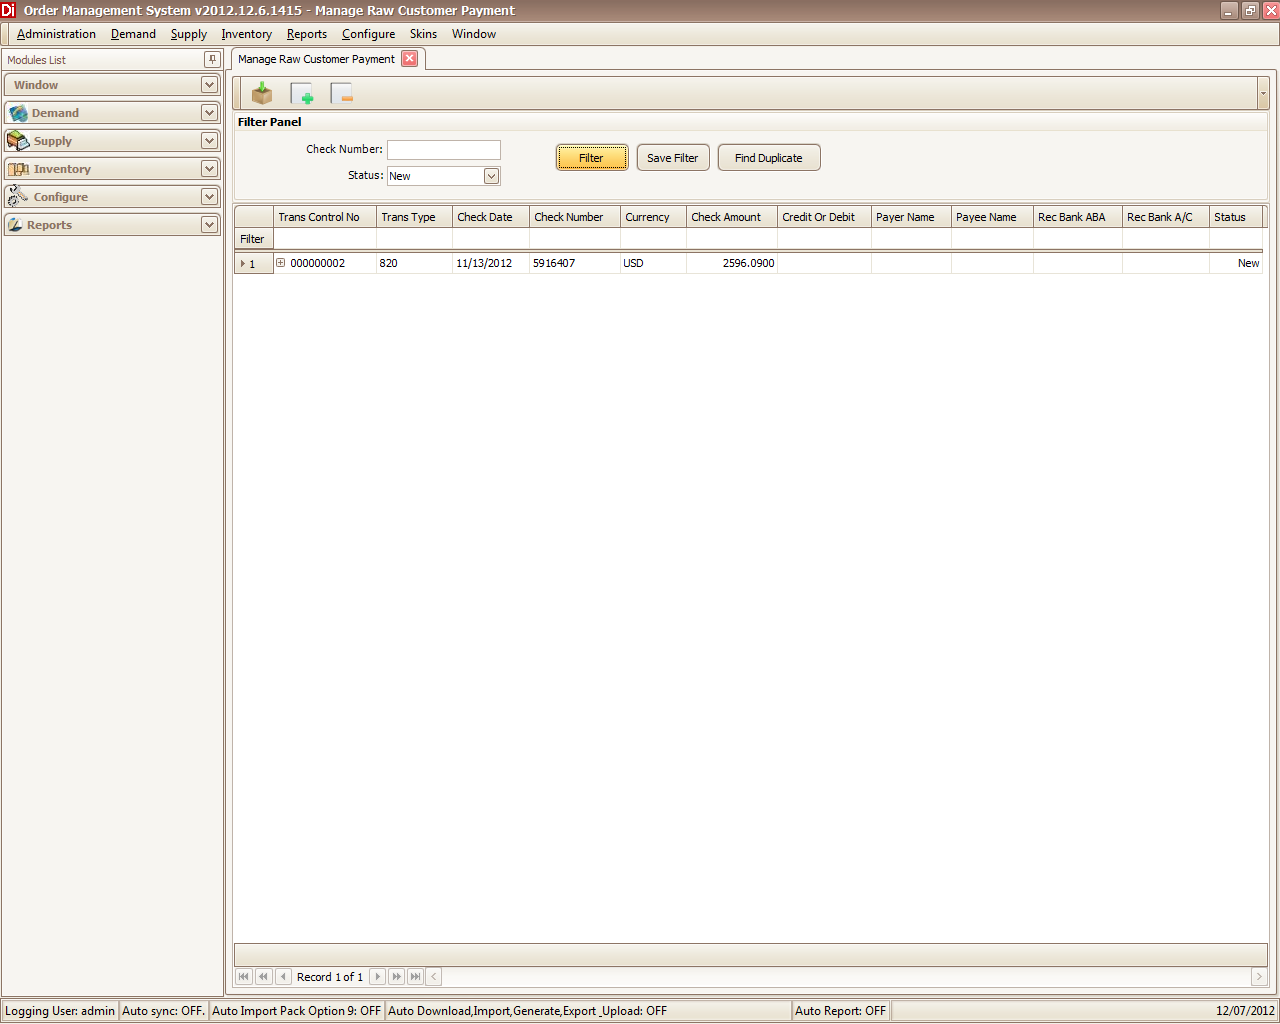 Di Order Management System v2012.12.6.1415 - Manage Raw Customer Payment
Administration Demand Supply Inventory Reports Configure Skins Window
Modules List
Window
Demand
Supply
Inventory
Configure
Reports
Manage Raw Customer Payment
Filter Panel
Check Number:
Status: New
Filter Save Filter Find Duplicate
Trans Control No Trans Type Check Date Check Number Currency Check Amount Credit Or Debit Payer Name Payee Name Rec Bank ABA Rec Bank A/C Status
Filter
1 000000002 820 11/13/2012 5916407 USD 2596.0900 New
Record 1 of 1
Logging User: admin Auto sync: OFF. Auto Import Pack Option 9: OFF Auto Download,Import,Generate,Export _Upload: OFF Auto Report: OFF 12/07/2012